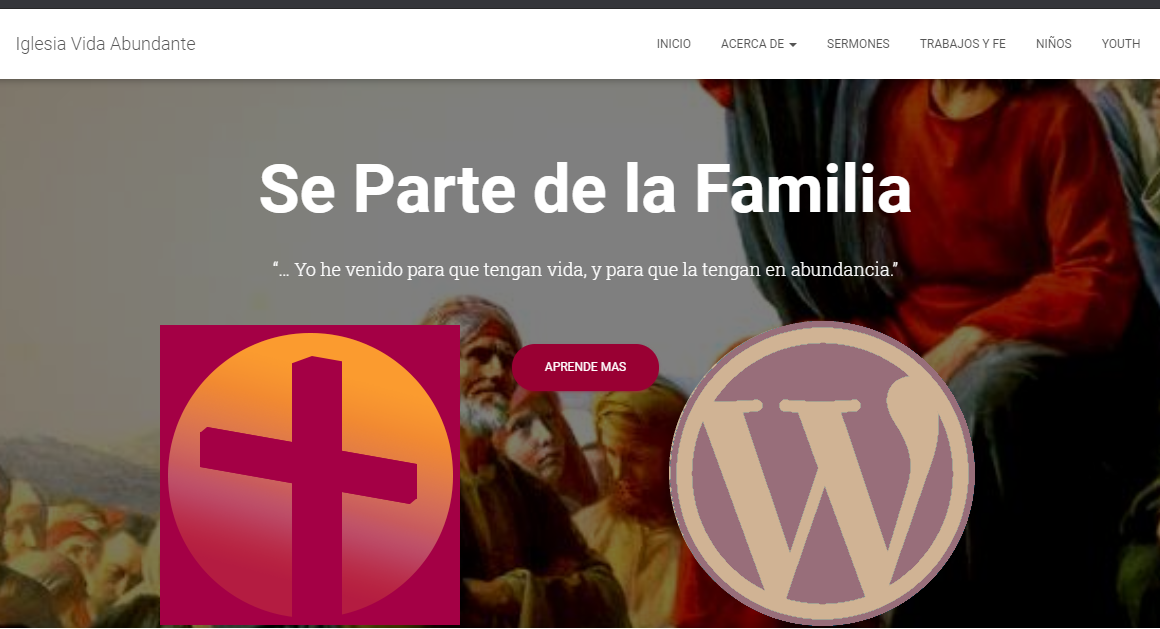 Iglesia Vida Abundante
INICIO
ACERCA DE
SERMONES
TRABAJOS Y FE
NIÑOS
YOUTH
Se Parte de la Familia
“... Yo he venido para que tengan vida, y para que la tengan en abundancia.”
APRENDE MAS
W